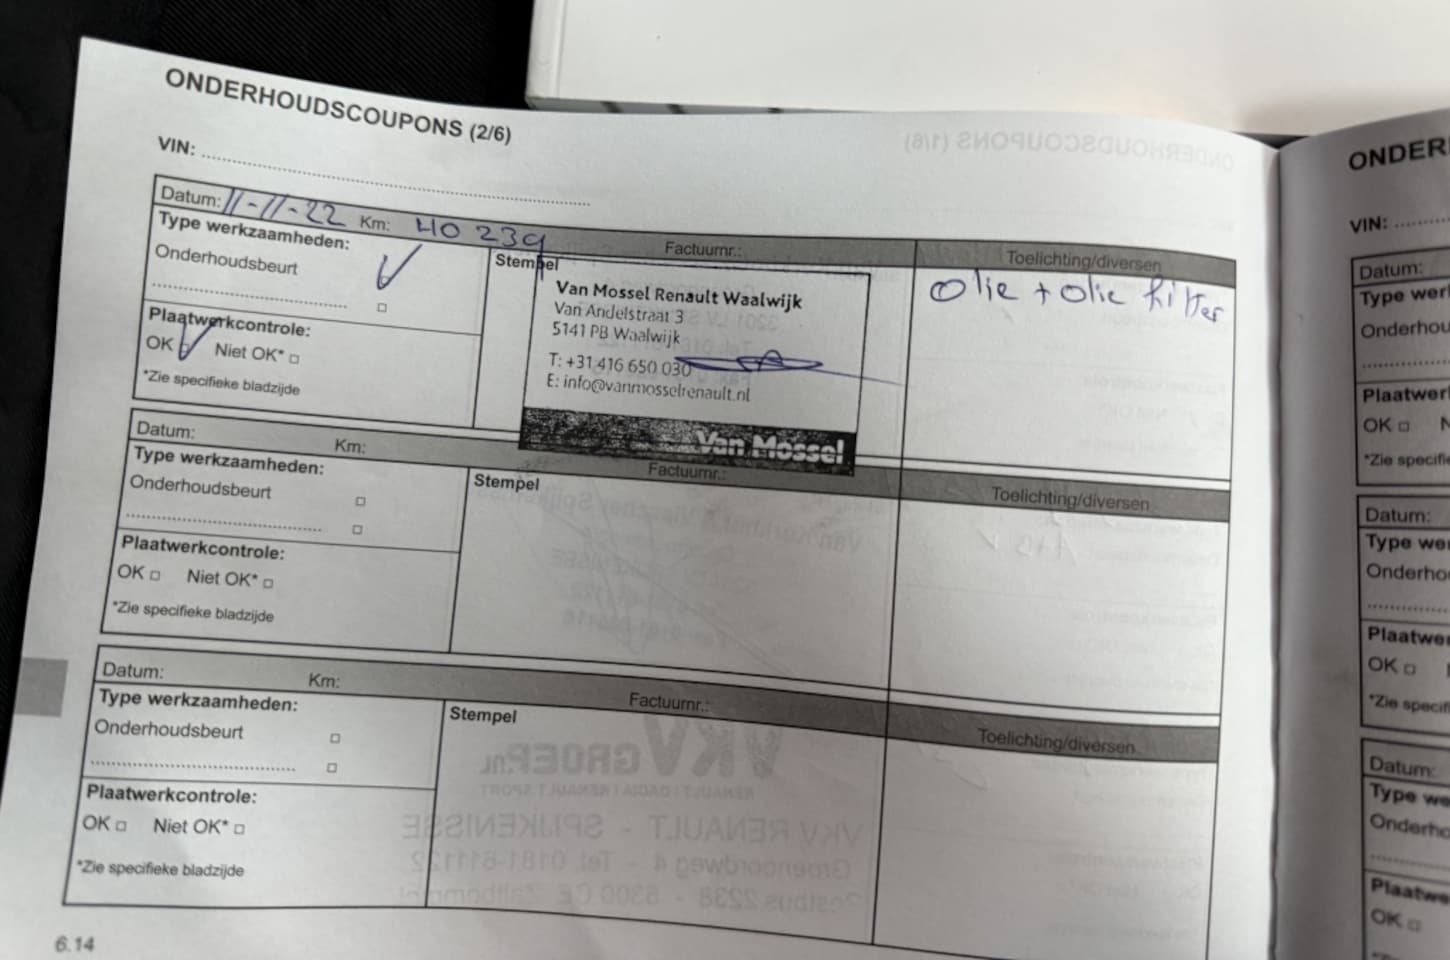 ONDERHOUDSCOUPONS (2/6)
VIN:
Datum: 11-11-22 Km: 40 239 Factuurnr.: Toelichting/diversen
Type werkzaamheden:
Onderhoudsbeurt
Stempel
Van Mossel Renault Waalwijk
Van Andelstraat 3
5141 PB Waalwijk
T: +31 416 650 030
E: info@vanmosselrenault.nl
Van Mossel
olie + olie filter
Plaatwerkcontrole:
OK Niet OK*
*Zie specifieke bladzijde
Datum: Km: Factuurnr.: Toelichting/diversen
Type werkzaamheden:
Onderhoudsbeurt
Stempel
Plaatwerkcontrole:
OK Niet OK*
*Zie specifieke bladzijde
Datum: Km: Factuurnr.: Toelichting/diversen
Type werkzaamheden:
Onderhoudsbeurt
Stempel
Plaatwerkcontrole:
OK Niet OK*
*Zie specifieke bladzijde
6.14
ONDER
VIN:
Datum:
Type wer
Onderhou
Plaatwerl
OK
*Zie specifie
Datum:
Type we
Onderho
Plaatwe
OK
*Zie specif
Datum:
Type we
Onderho
Plaatwe
OK